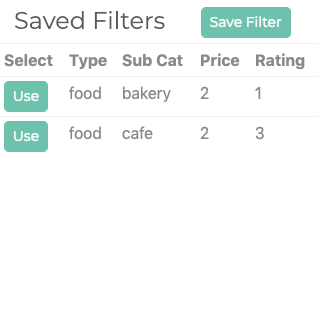 Saved Filters Save Filter
Select Type Sub Cat Price Rating
Use food bakery 2 1
Use food cafe 2 3